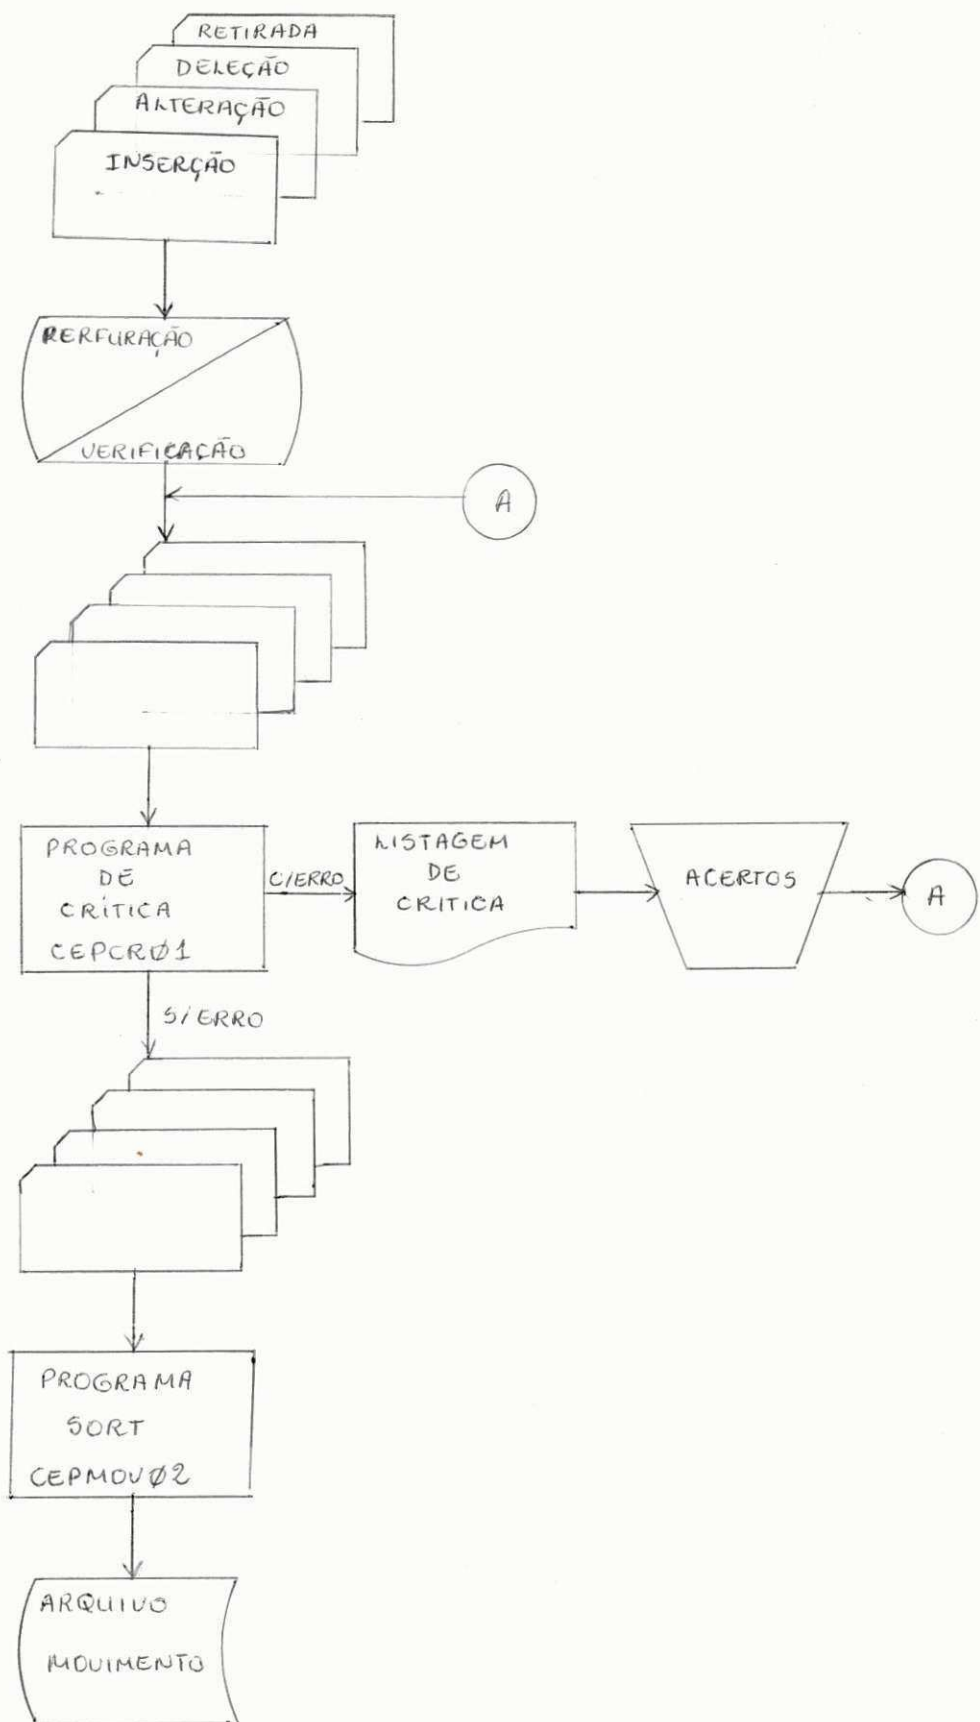 RETIRADA
DELEÇÃO
ALTERAÇÃO
INSERÇÃO
PERFURAÇÃO
VERIFICAÇÃO
A
PROGRAMA
DE
CRÍTICA
CEPCRØ1
C/ERRO
LISTAGEM
DE
CRITICA
ACERTOS
A
S/ERRO
PROGRAMA
SORT
CEPMOVØ2
ARQUIVO
MOVIMENTO